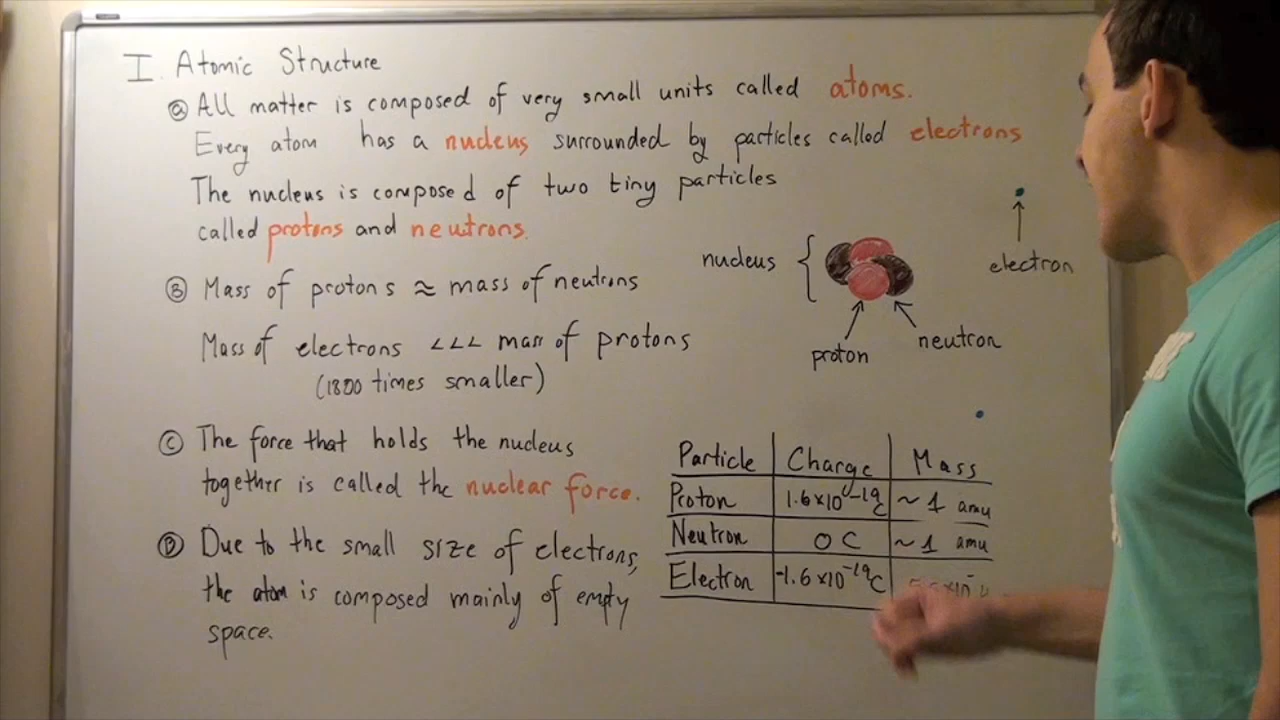 I. Atomic Structure
Ⓐ All matter is composed of very small units called atoms.
Every atom has a nucleus surrounded by particles called electrons
The nucleus is composed of two tiny particles
called protons and neutrons.
Ⓑ Mass of protons ≈ mass of neutrons
Mass of electrons <<< mass of protons
(1800 times smaller)
Ⓒ The force that holds the nucleus
together is called the nuclear force.
Ⓓ Due to the small size of electrons,
the atom is composed mainly of empty
space.
nucleus {
electron
proton
neutron
Particle Charge Mass
Proton 1.6×10⁻¹⁹C ~ 1 amu
Neutron 0 C ~ 1 amu
Electron -1.6×10⁻¹⁹C